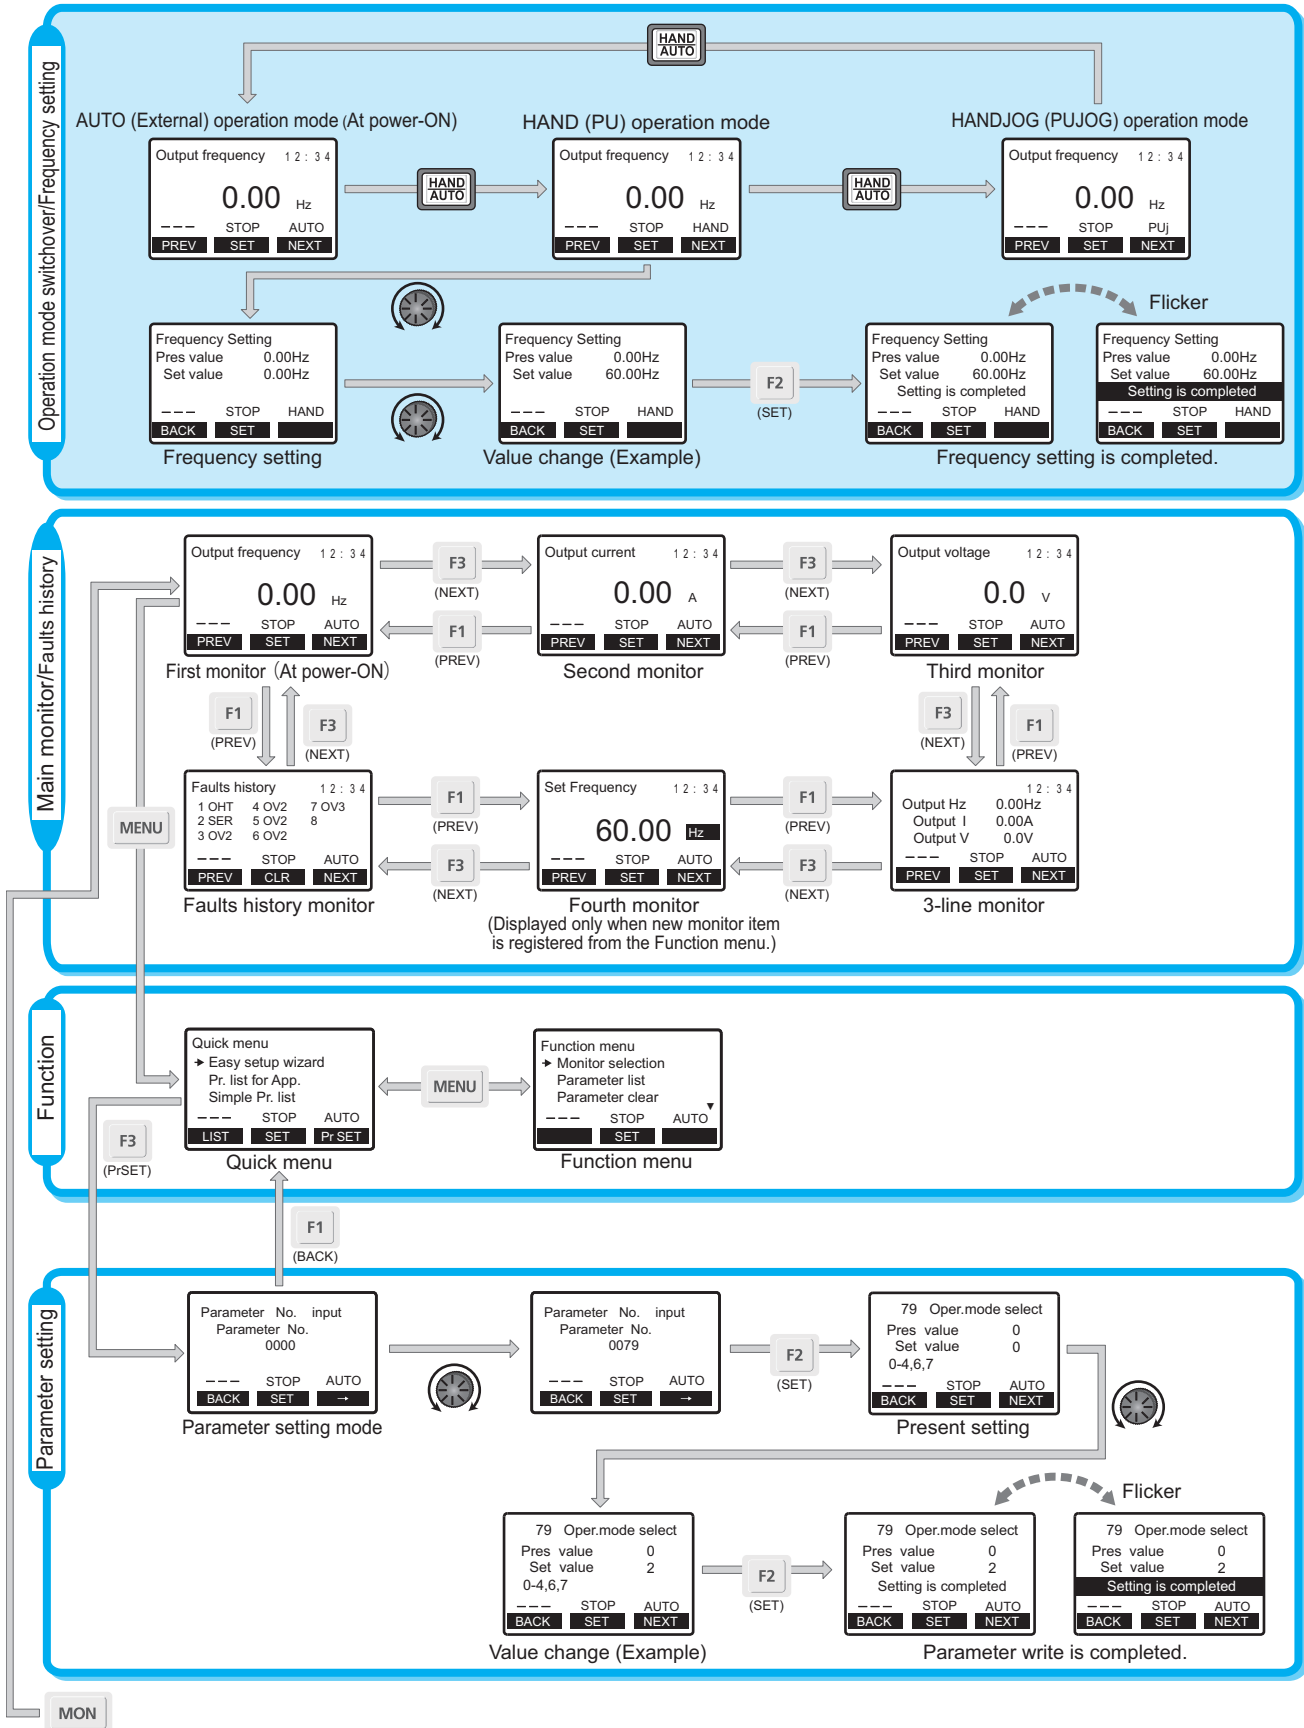 Operation mode switchover/Frequency setting
HAND
AUTO
AUTO (External) operation mode (At power-ON)
HAND (PU) operation mode
HANDJOG (PUJOG) operation mode
Output frequency 12:34
0.00 Hz
--- STOP AUTO
PREV SET NEXT
HAND
AUTO
Output frequency 12:34
0.00 Hz
--- STOP HAND
PREV SET NEXT
HAND
AUTO
Output frequency 12:34
0.00 Hz
--- STOP PUj
PREV SET NEXT
Flicker
Frequency Setting
Pres value 0.00Hz
Set value 0.00Hz
--- STOP HAND
BACK SET
Frequency setting
Frequency Setting
Pres value 0.00Hz
Set value 60.00Hz
--- STOP HAND
BACK SET
Value change (Example)
F2
(SET)
Frequency Setting
Pres value 0.00Hz
Set value 60.00Hz
Setting is completed
--- STOP HAND
BACK SET
Frequency Setting
Pres value 0.00Hz
Set value 60.00Hz
Setting is completed
--- STOP HAND
BACK SET
Frequency setting is completed.
Main monitor/Faults history
Output frequency 12:34
0.00 Hz
--- STOP AUTO
PREV SET NEXT
First monitor (At power-ON)
F3
(NEXT)
F1
(PREV)
Output current 12:34
0.00 A
--- STOP AUTO
PREV SET NEXT
Second monitor
F3
(NEXT)
F1
(PREV)
Output voltage 12:34
0.0 V
--- STOP AUTO
PREV SET NEXT
Third monitor
F1
(PREV)
F3
(NEXT)
F3
(NEXT)
F1
(PREV)
MENU
Faults history 12:34
1 OHT 4 OV2 7 OV3
2 SER 5 OV2 8
3 OV2 6 OV2
--- STOP AUTO
PREV CLR NEXT
Faults history monitor
F1
(PREV)
F3
(NEXT)
Set Frequency 12:34
60.00 Hz
--- STOP AUTO
PREV SET NEXT
Fourth monitor
(Displayed only when new monitor item
is registered from the Function menu.)
F1
(PREV)
F3
(NEXT)
12:34
Output Hz 0.00Hz
Output I 0.00A
Output V 0.0V
--- STOP AUTO
PREV SET NEXT
3-line monitor
Function
Quick menu
➔ Easy setup wizard
Pr. list for App.
Simple Pr. list
--- STOP AUTO
LIST SET Pr SET
Quick menu
MENU
Function menu
➔ Monitor selection
Parameter list
Parameter clear ▼
--- STOP AUTO
SET
Function menu
F3
(PrSET)
F1
(BACK)
Parameter setting
Parameter No. input
Parameter No.
0000
--- STOP AUTO
BACK SET →
Parameter setting mode
Parameter No. input
Parameter No.
0079
--- STOP AUTO
BACK SET →
F2
(SET)
79 Oper.mode select
Pres value 0
Set value 0
0-4,6,7
--- STOP AUTO
BACK SET NEXT
Present setting
Flicker
79 Oper.mode select
Pres value 0
Set value 2
0-4,6,7
--- STOP AUTO
BACK SET NEXT
Value change (Example)
F2
(SET)
79 Oper.mode select
Pres value 0
Set value 2
Setting is completed
--- STOP AUTO
BACK SET NEXT
79 Oper.mode select
Pres value 0
Set value 2
Setting is completed
--- STOP AUTO
BACK SET NEXT
Parameter write is completed.
MON